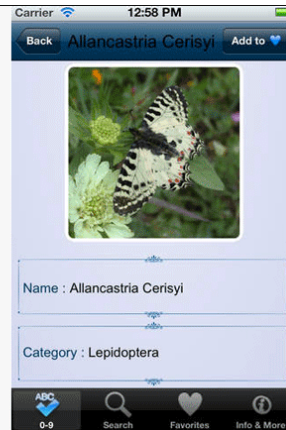 Carrier 12:58 PM
Back Allancastria Cerisyi Add to
Name : Allancastria Cerisyi
Category : Lepidoptera
ABC
0-9 Search Favorites Info & More